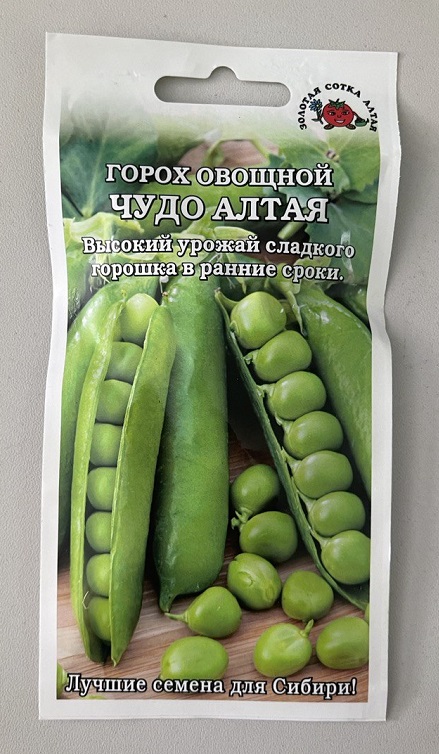 ЗОЛОТАЯ СОТКА АЛТАЯ
ГОРОХ ОВОЩНОЙ
ЧУДО АЛТАЯ
Высокий урожай сладкого
горошка в ранние сроки.
Лучшие семена для Сибири!